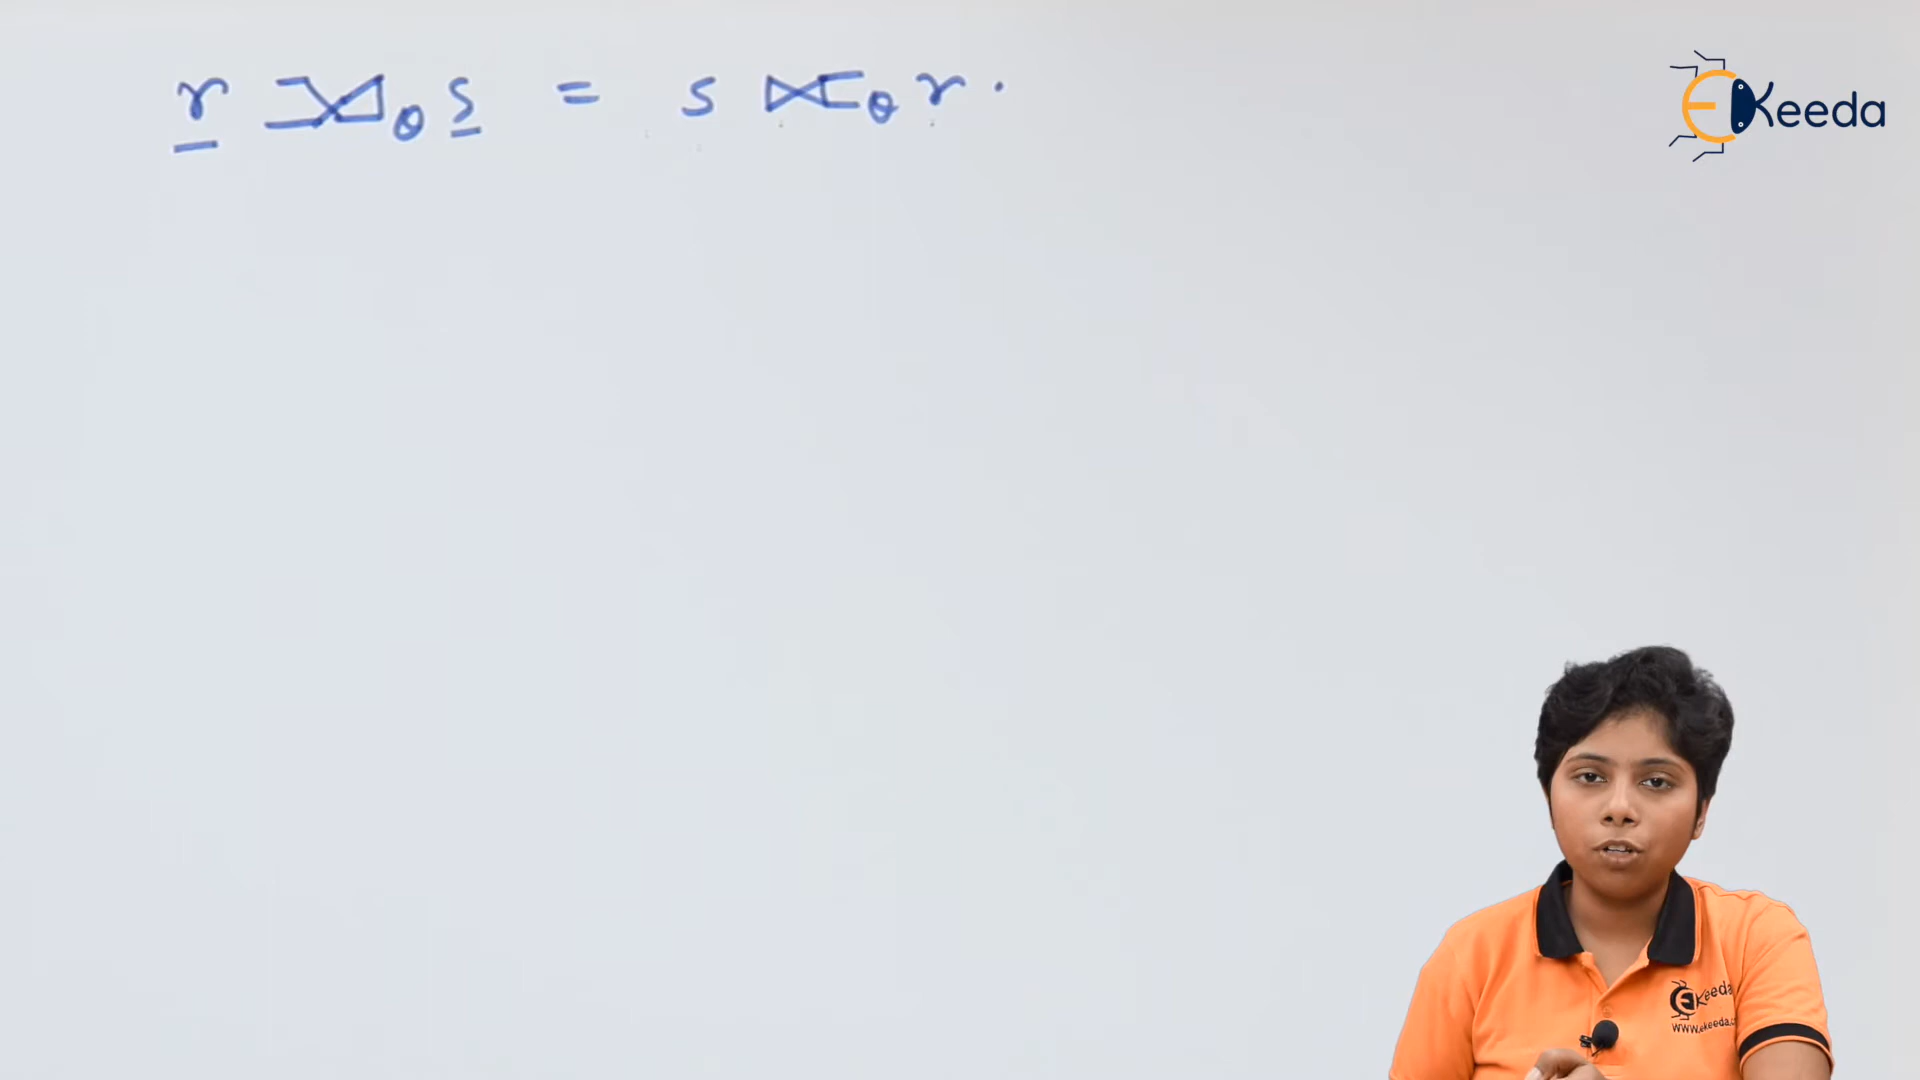 r ⟕θ s = s ⟖θ r .
EKeeda
EKeeda
www.ekeeda.c